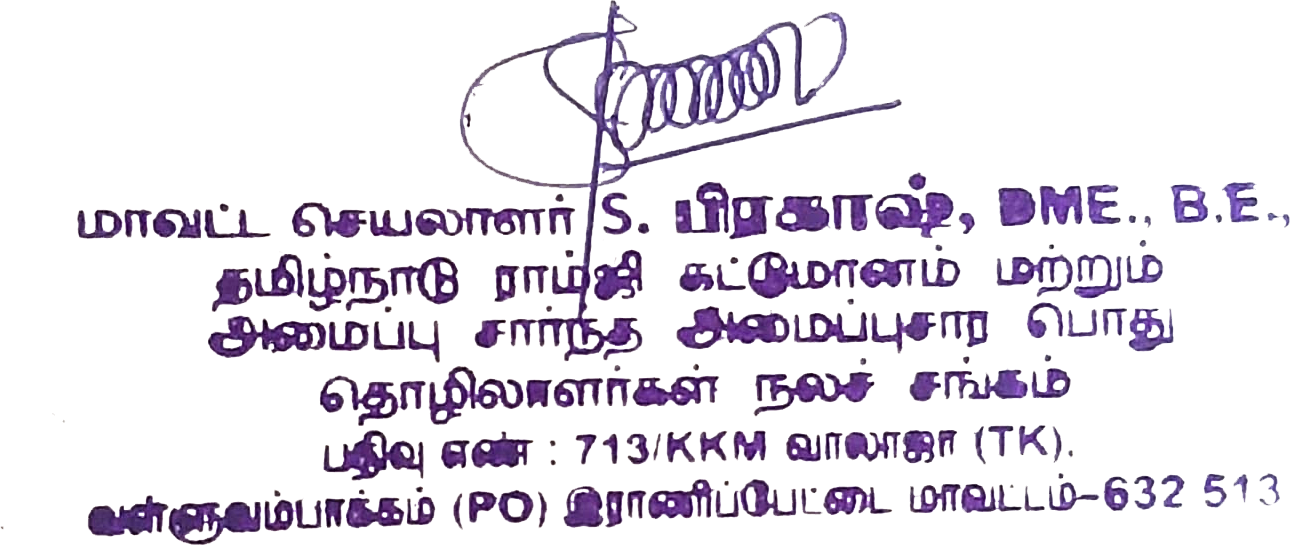 மாவட்ட செயலாளர் S. பிரகாஷ், DME., B.E.,
தமிழ்நாடு ராம்ஜி கட்டுமானம் மற்றும்
அமைப்பு சார்ந்த அமைப்புசாரா பொது
தொழிலாளர்கள் நலச் சங்கம்
பதிவு எண் : 713/KKM வாலாஜா (TK).
வள்ளுவம்பாக்கம் (PO) இராணிப்பேட்டை மாவட்டம்-632 513